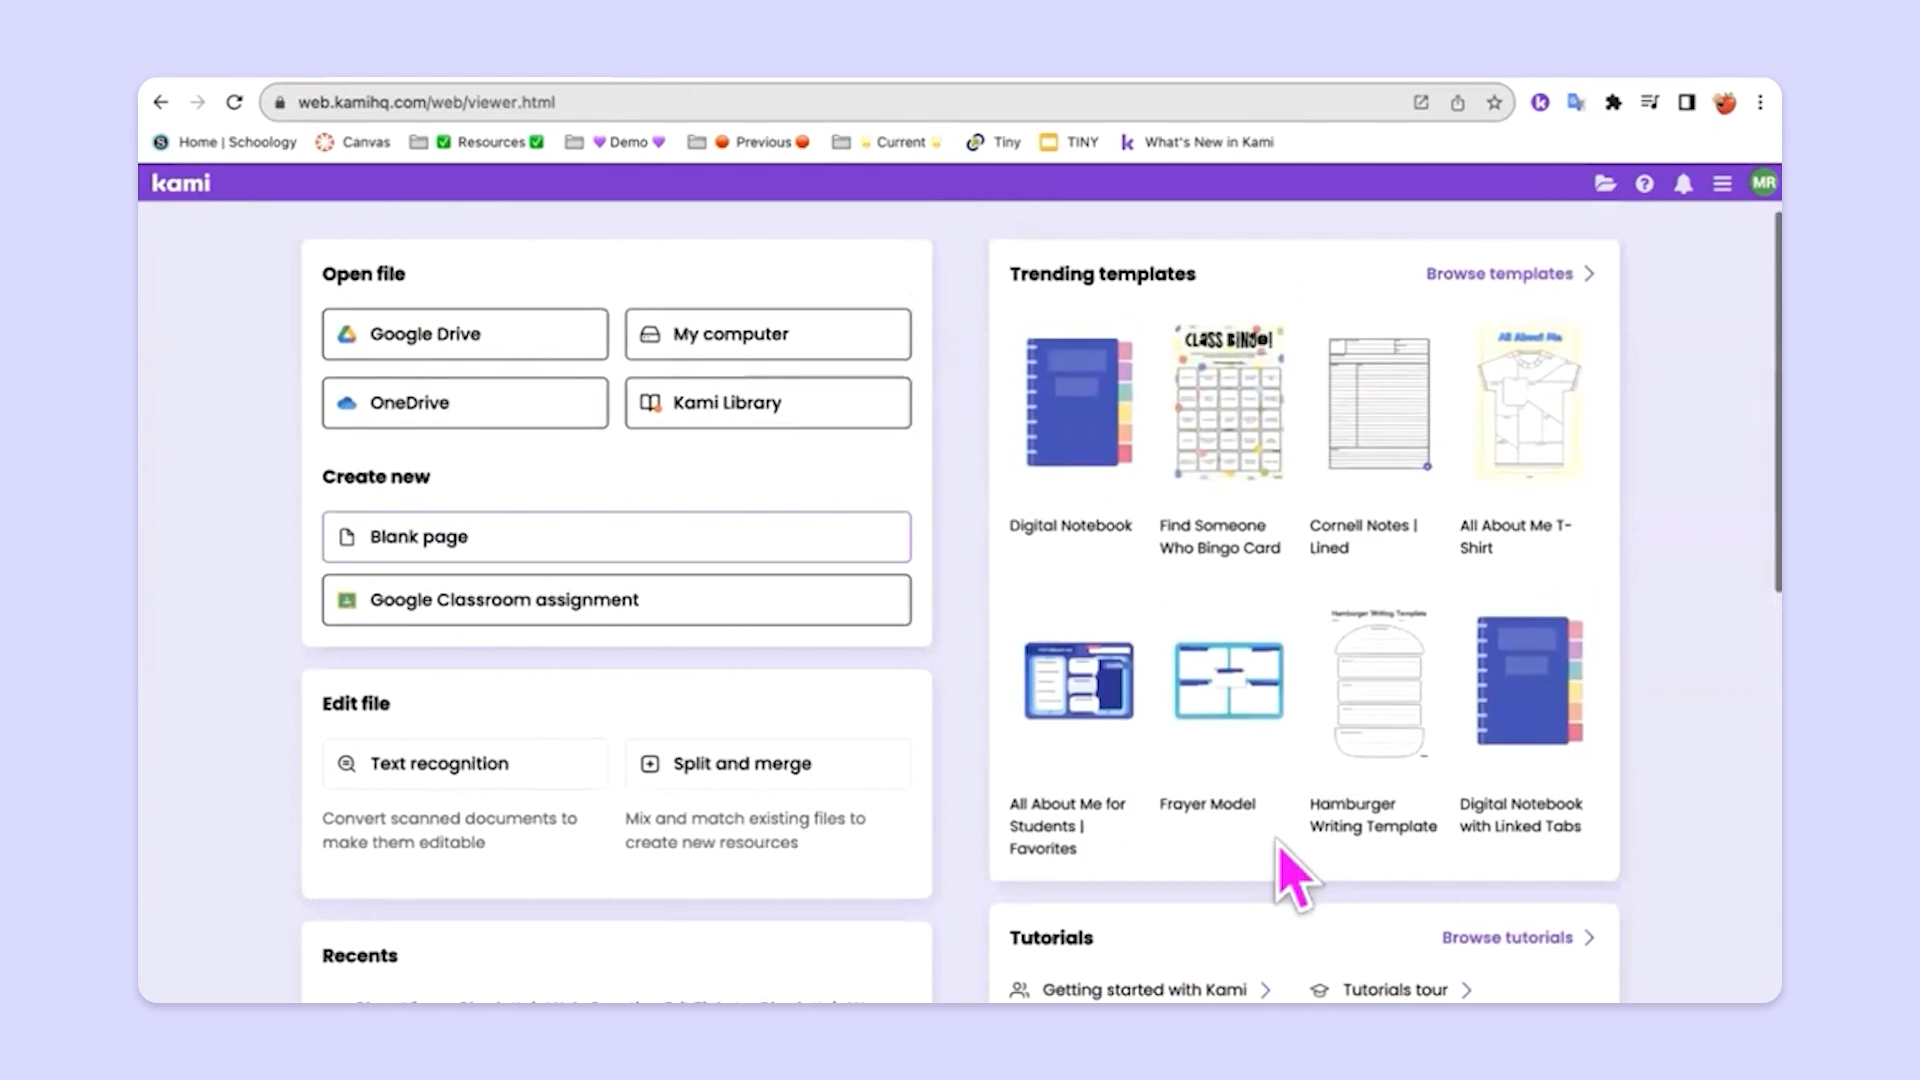 web.kamihq.com/web/viewer.html
Home | Schoology
Canvas
Resources
Demo
Previous
Current
Tiny
TINY
What's New in Kami
kami
MR
Open file
Google Drive
My computer
OneDrive
Kami Library
Create new
Blank page
Google Classroom assignment
Edit file
Text recognition
Split and merge
Convert scanned documents to
make them editable
Mix and match existing files to
create new resources
Recents
Trending templates
Browse templates
CLASS BINGO!
All About Me
Digital Notebook
Find Someone
Who Bingo Card
Cornell Notes |
Lined
All About Me T-
Shirt
Hamburger Writing Template
All About Me for
Students |
Favorites
Frayer Model
Hamburger
Writing Template
Digital Notebook
with Linked Tabs
Tutorials
Browse tutorials
Getting started with Kami
Tutorials tour